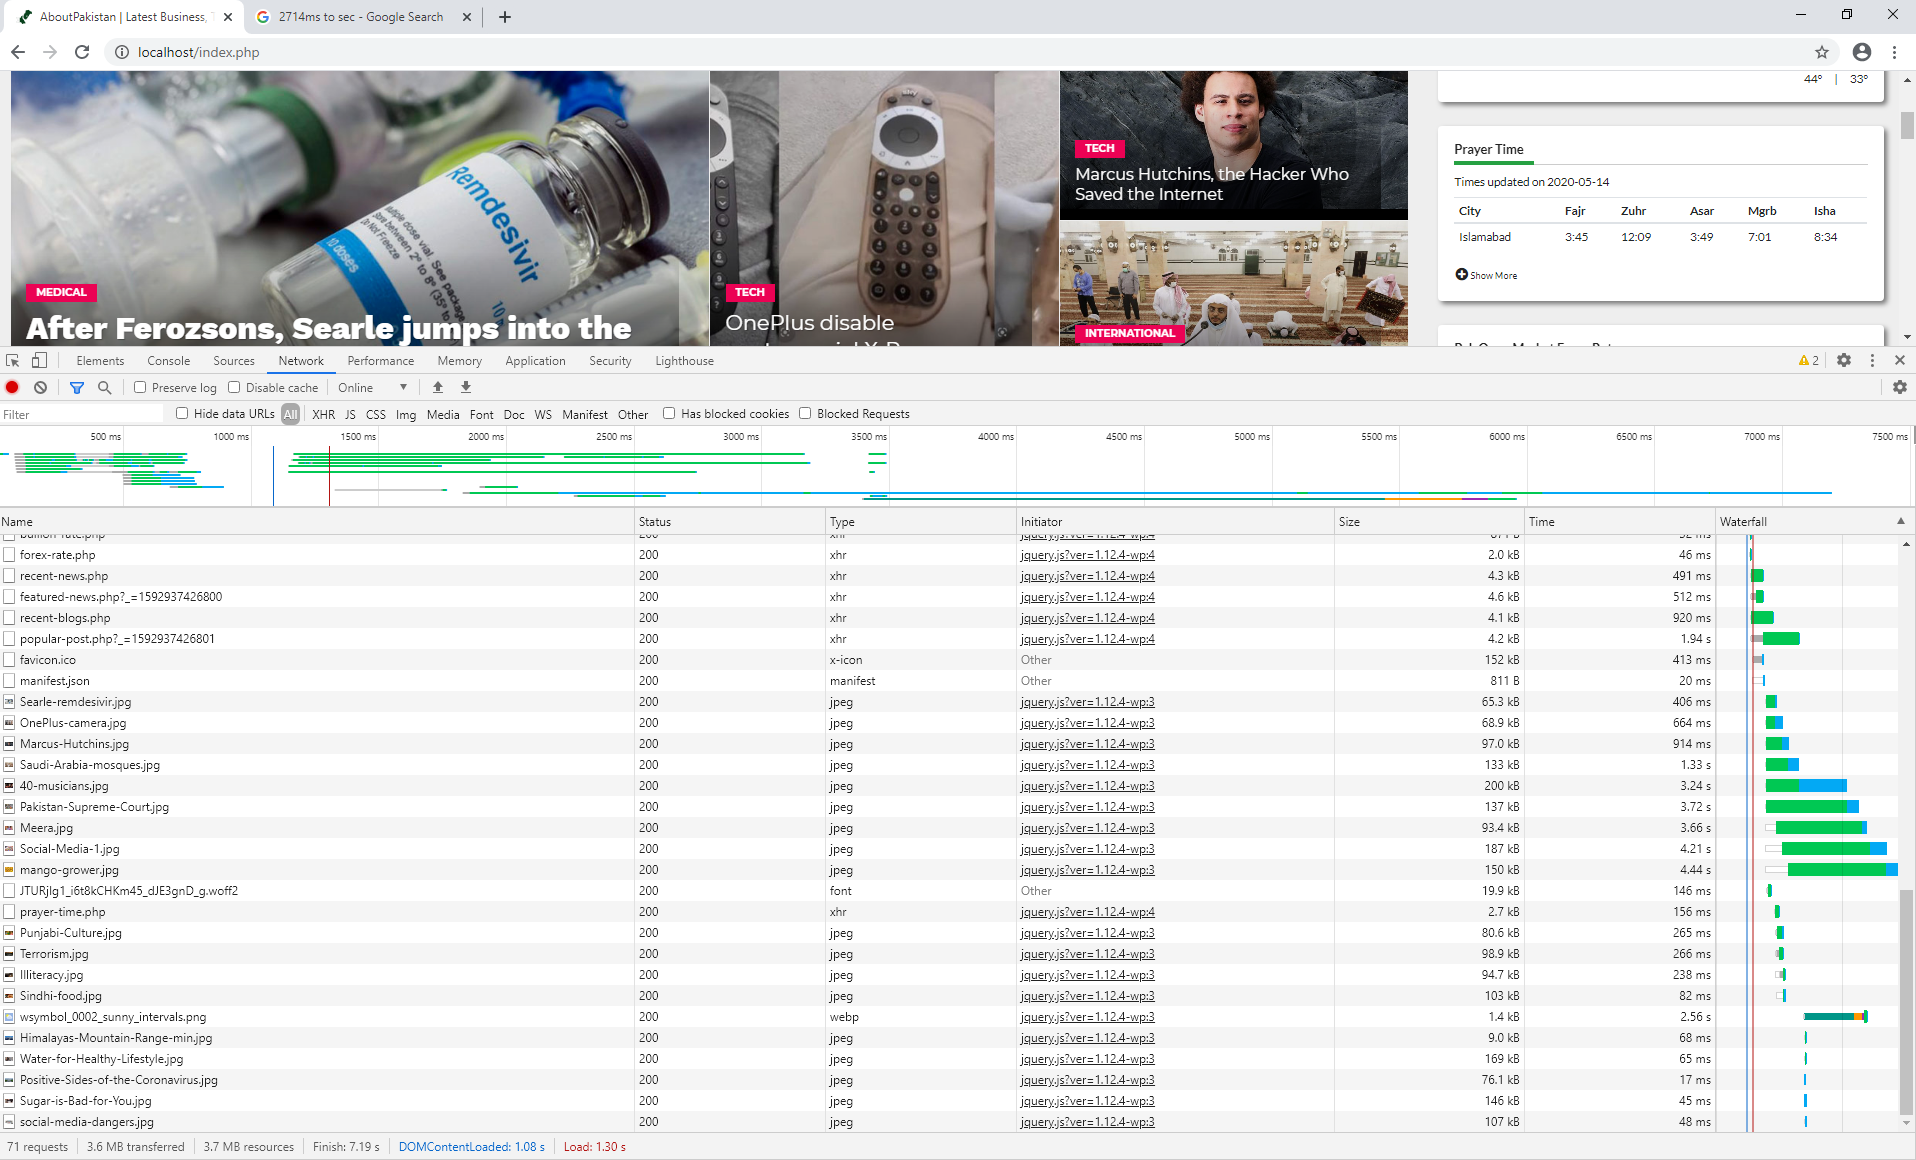 AboutPakistan | Latest Business, T
2714ms to sec - Google Search
localhost/index.php
44° | 33°
Remdesivir
10 doses
TECH
Marcus Hutchins, the Hacker Who
Saved the Internet
MEDICAL
After Ferozsons, Searle jumps into the
TECH
OnePlus disable
INTERNATIONAL
Prayer Time
Times updated on 2020-05-14
City Fajr Zuhr Asar Mgrb Isha
Islamabad 3:45 12:09 3:49 7:01 8:34
Show More
Elements Console Sources Network Performance Memory Application Security Lighthouse 2
Preserve log Disable cache Online
Filter Hide data URLs All XHR JS CSS Img Media Font Doc WS Manifest Other Has blocked cookies Blocked Requests
500 ms 1000 ms 1500 ms 2000 ms 2500 ms 3000 ms 3500 ms 4000 ms 4500 ms 5000 ms 5500 ms 6000 ms 6500 ms 7000 ms 7500 ms
Name Status Type Initiator Size Time Waterfall
bullion-rate.php 200 xhr jquery.js?ver=1.12.4-wp:4 671 B 52 ms
forex-rate.php 200 xhr jquery.js?ver=1.12.4-wp:4 2.0 kB 46 ms
recent-news.php 200 xhr jquery.js?ver=1.12.4-wp:4 4.3 kB 491 ms
featured-news.php?_=1592937426800 200 xhr jquery.js?ver=1.12.4-wp:4 4.6 kB 512 ms
recent-blogs.php 200 xhr jquery.js?ver=1.12.4-wp:4 4.1 kB 920 ms
popular-post.php?_=1592937426801 200 xhr jquery.js?ver=1.12.4-wp:4 4.2 kB 1.94 s
favicon.ico 200 x-icon Other 152 kB 413 ms
manifest.json 200 manifest Other 811 B 20 ms
Searle-remdesivir.jpg 200 jpeg jquery.js?ver=1.12.4-wp:3 65.3 kB 406 ms
OnePlus-camera.jpg 200 jpeg jquery.js?ver=1.12.4-wp:3 68.9 kB 664 ms
Marcus-Hutchins.jpg 200 jpeg jquery.js?ver=1.12.4-wp:3 97.0 kB 914 ms
Saudi-Arabia-mosques.jpg 200 jpeg jquery.js?ver=1.12.4-wp:3 133 kB 1.33 s
40-musicians.jpg 200 jpeg jquery.js?ver=1.12.4-wp:3 200 kB 3.24 s
Pakistan-Supreme-Court.jpg 200 jpeg jquery.js?ver=1.12.4-wp:3 137 kB 3.72 s
Meera.jpg 200 jpeg jquery.js?ver=1.12.4-wp:3 93.4 kB 3.66 s
Social-Media-1.jpg 200 jpeg jquery.js?ver=1.12.4-wp:3 187 kB 4.21 s
mango-grower.jpg 200 jpeg jquery.js?ver=1.12.4-wp:3 150 kB 4.44 s
JTURjIg1_i6t8kCHKm45_dJE3gnD_g.woff2 200 font Other 19.9 kB 146 ms
prayer-time.php 200 xhr jquery.js?ver=1.12.4-wp:4 2.7 kB 156 ms
Punjabi-Culture.jpg 200 jpeg jquery.js?ver=1.12.4-wp:3 80.6 kB 265 ms
Terrorism.jpg 200 jpeg jquery.js?ver=1.12.4-wp:3 98.9 kB 266 ms
Illiteracy.jpg 200 jpeg jquery.js?ver=1.12.4-wp:3 94.7 kB 238 ms
Sindhi-food.jpg 200 jpeg jquery.js?ver=1.12.4-wp:3 103 kB 82 ms
wsymbol_0002_sunny_intervals.png 200 webp jquery.js?ver=1.12.4-wp:3 1.4 kB 2.56 s
Himalayas-Mountain-Range-min.jpg 200 jpeg jquery.js?ver=1.12.4-wp:3 9.0 kB 68 ms
Water-for-Healthy-Lifestyle.jpg 200 jpeg jquery.js?ver=1.12.4-wp:3 169 kB 65 ms
Positive-Sides-of-the-Coronavirus.jpg 200 jpeg jquery.js?ver=1.12.4-wp:3 76.1 kB 17 ms
Sugar-is-Bad-for-You.jpg 200 jpeg jquery.js?ver=1.12.4-wp:3 146 kB 45 ms
social-media-dangers.jpg 200 jpeg jquery.js?ver=1.12.4-wp:3 107 kB 48 ms
71 requests 3.6 MB transferred 3.7 MB resources Finish: 7.19 s DOMContentLoaded: 1.08 s Load: 1.30 s